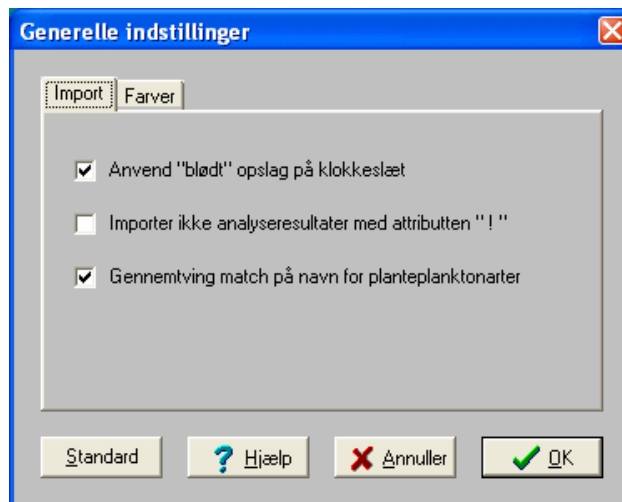 Generelle indstillinger
Import Farver
Anvend "blødt" opslag på klokkeslæt
Importer ikke analyseresultater med attributten " ! "
Gennemtving match på navn for planteplanktonarter
Standard ? Hjælp Annuller OK